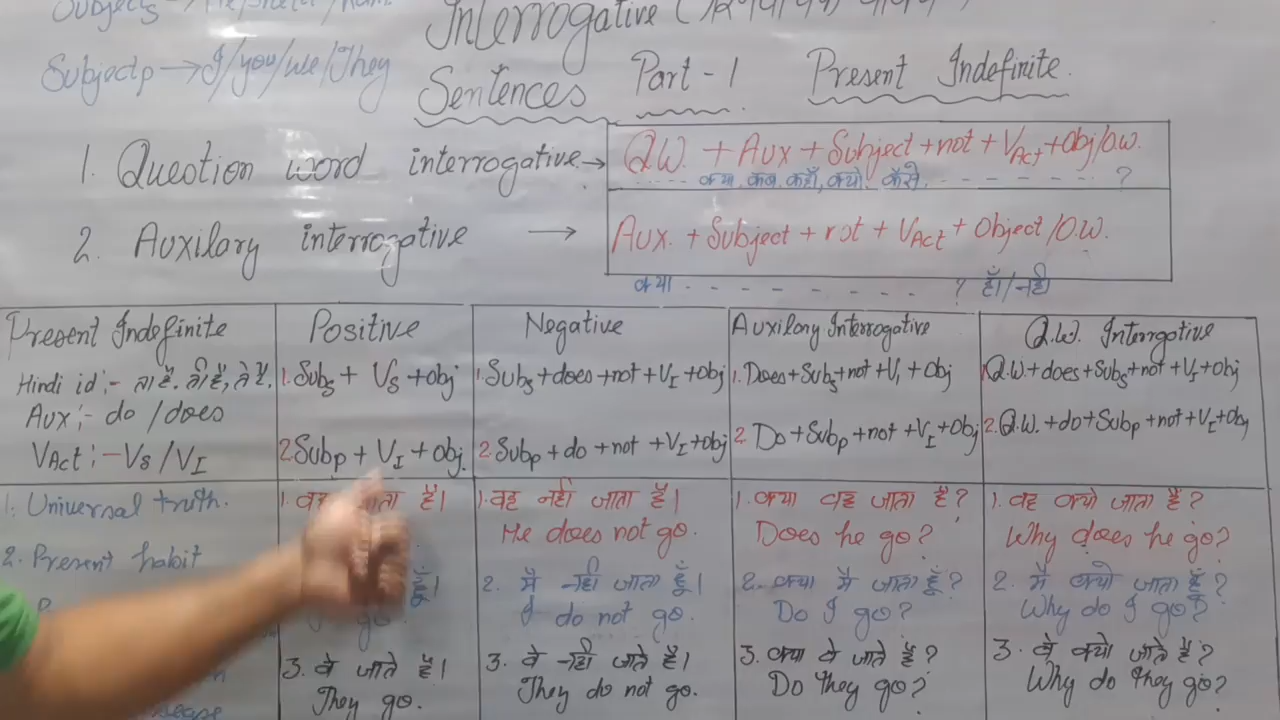 Interrogative (
Subjectp → I/you/we/They
Sentences Part-1 Present Indefinite
1. Question word interrogative →
Q.W. + Aux + Subject + not + VAct + Obj/O.W.
क्या, कब, कहाँ, क्यो, कैसे, - - - - - - - ?
2. Auxilary interrogative →
Aux. + Subject + not + VAct + Object/O.W.
क्या - - - - - - - - ? हाँ/नहीं
Present Indefinite
Hindi id:- ता है, ती है, ते हैं,
Aux:- do/does
VAct:- Vs/VI
1. Universal truth.
2. Present habit
Positive
1. Subs + Vs + obj
2. Subp + VI + obj.
1. वह जाता है।
हूँ।
go.
3. वे जाते हैं।
They go.
Negative
1. Subs + does + not + VI + obj
2. Subp + do + not + VI + obj
1. वह नहीं जाता है।
He does not go.
2. मैं नहीं जाता हूँ।
I do not go.
3. वे नहीं जाते हैं।
They do not go.
Auxilary Interrogative
1. Does + Subs + not + V1 + obj
2. Do + Subp + not + VI + obj
1. क्या वह जाता है?
Does he go?
2. क्या मैं जाता हूँ?
Do I go?
3. क्या वे जाते हैं?
Do they go?
Q.W. Interrogtive
1. Q.W + does + Subs + not + VI + obj
2. Q.W. + do + Subp + not + VI + obj
1. वह क्यो जाता है?
Why does he go?
2. मैं क्यो जाता हूँ?
Why do I go?
3. वे क्यो जाते हैं?
Why do they go?